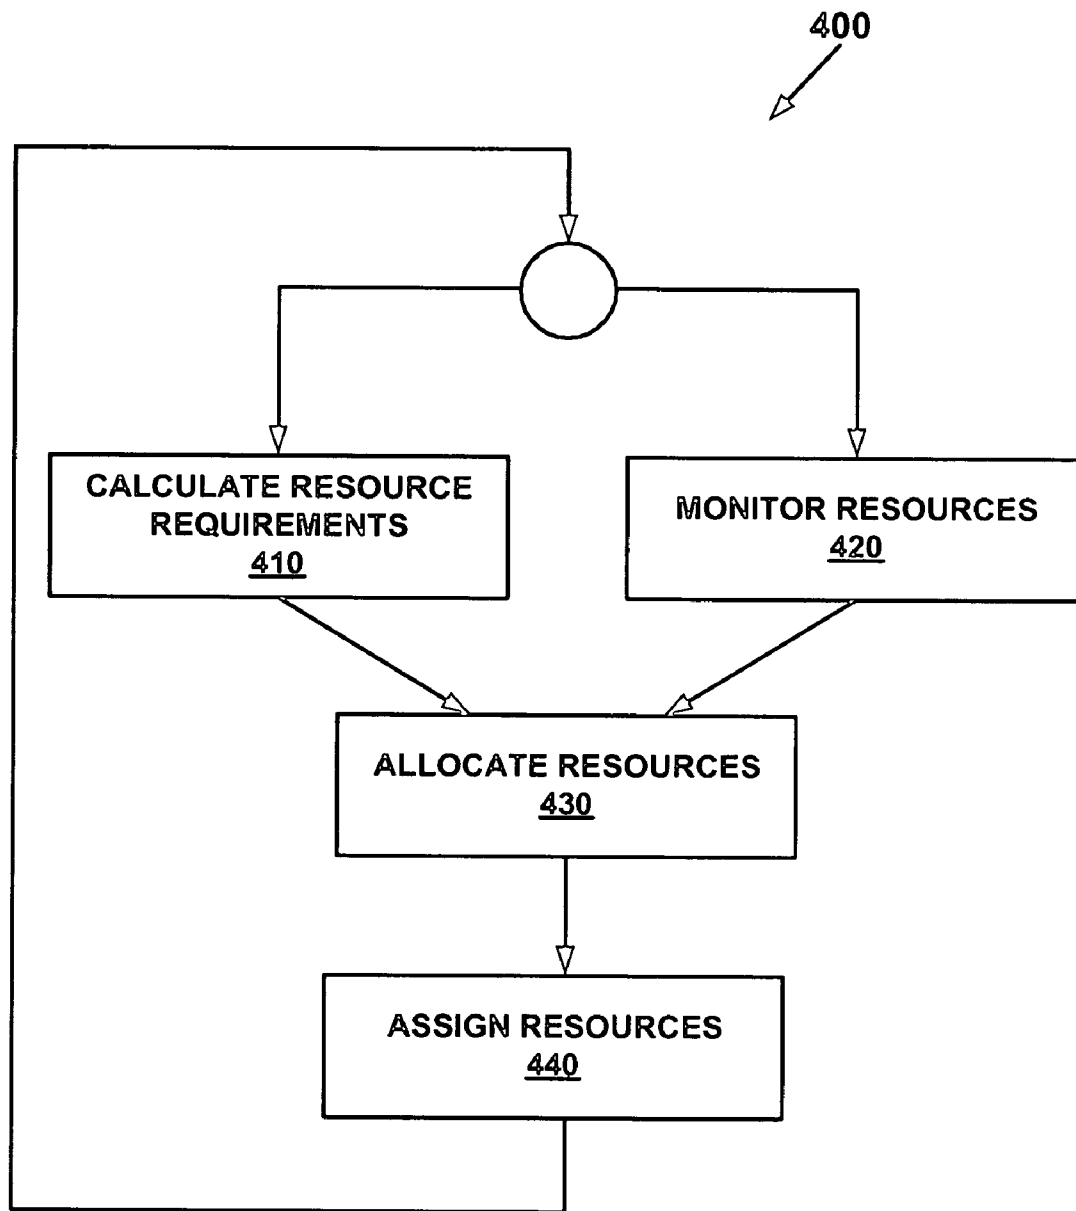 400
CALCULATE RESOURCE
REQUIREMENTS
410
MONITOR RESOURCES
420
ALLOCATE RESOURCES
430
ASSIGN RESOURCES
440